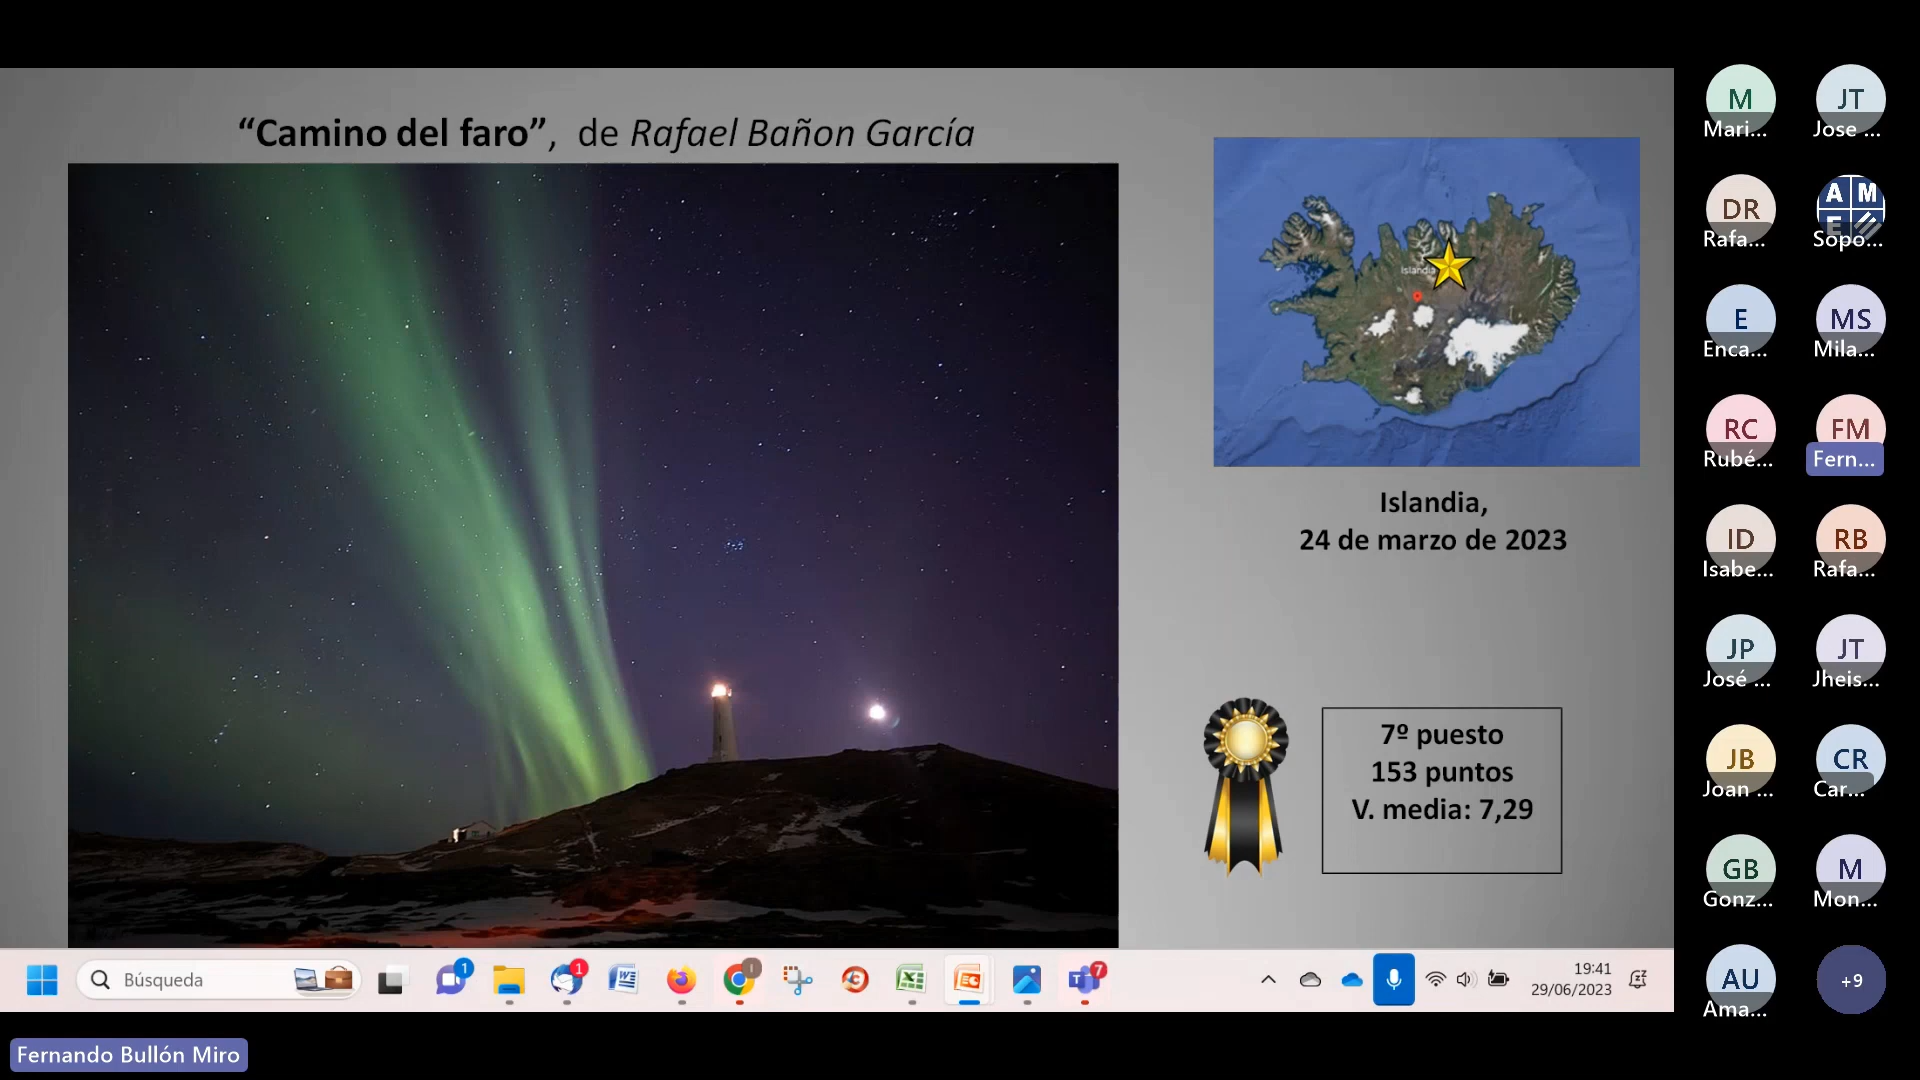 “Camino del faro”, de Rafael Bañon García
Islandia
Islandia,
24 de marzo de 2023
7º puesto
153 puntos
V. media: 7,29
M
Mari...
JT
Jose ...
DR
Rafa...
A M
E
Sopo...
E
Enca...
MS
Mila...
RC
Rubé...
FM
Fern...
ID
Isabe...
RB
Rafa...
JP
José ...
JT
Jheis...
JB
Joan ...
CR
Car...
GB
Gonz...
M
Mon...
AU
Ama...
+9
Búsqueda
1
1
I
7
19:41
29/06/2023
Fernando Bullón Miro